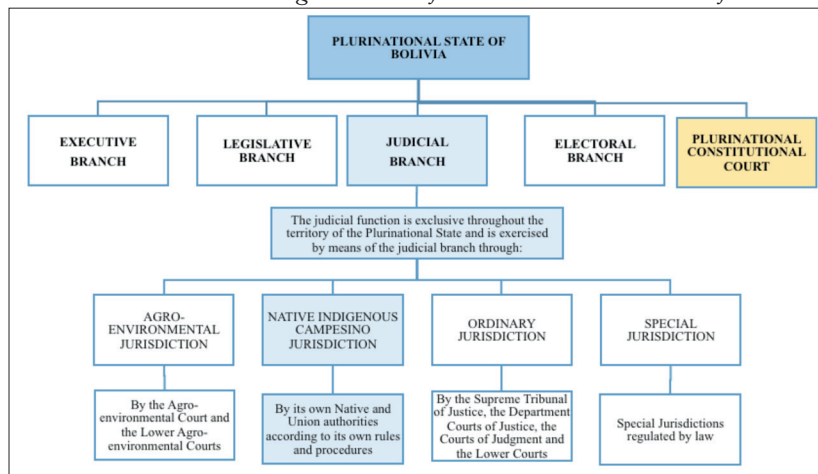 PLURINATIONAL STATE OF
BOLIVIA
EXECUTIVE
BRANCH
LEGISLATIVE
BRANCH
JUDICIAL
BRANCH
ELECTORAL
BRANCH
PLURINATIONAL
CONSTITUTIONAL
COURT
The judicial function is exclusive throughout the
territory of the Plurinational State and is exercised
by means of the judicial branch through:
AGRO-
ENVIRONMENTAL
JURISDICTION
NATIVE INDIGENOUS
CAMPESINO
JURISDICTION
ORDINARY
JURISDICTION
SPECIAL
JURISDICTION
By the Agro-
environmental Court and
the Lower Agro-
environmental Courts
By its own Native and
Union authorities
according to its own rules
and procedures
By the Supreme Tribunal
of Justice, the Department
Courts of Justice, the
Courts of Judgment and
the Lower Courts
Special Jurisdictions
regulated by law